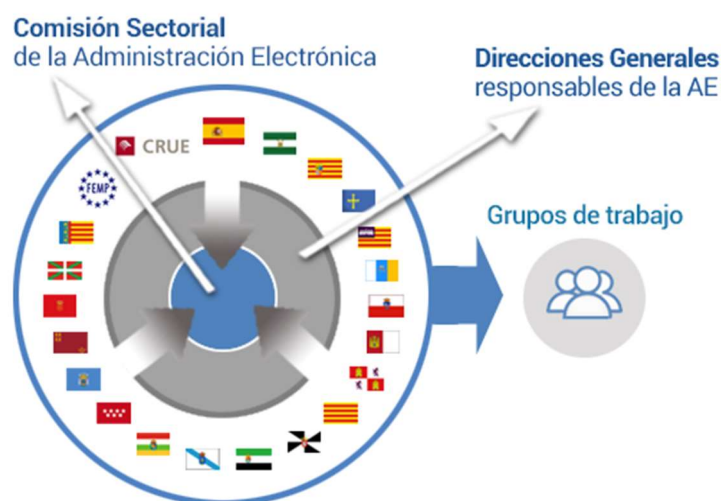 Comisión Sectorial
de la Administración Electrónica
Direcciones Generales
responsables de la AE
CRUE
FEMP
Grupos de trabajo